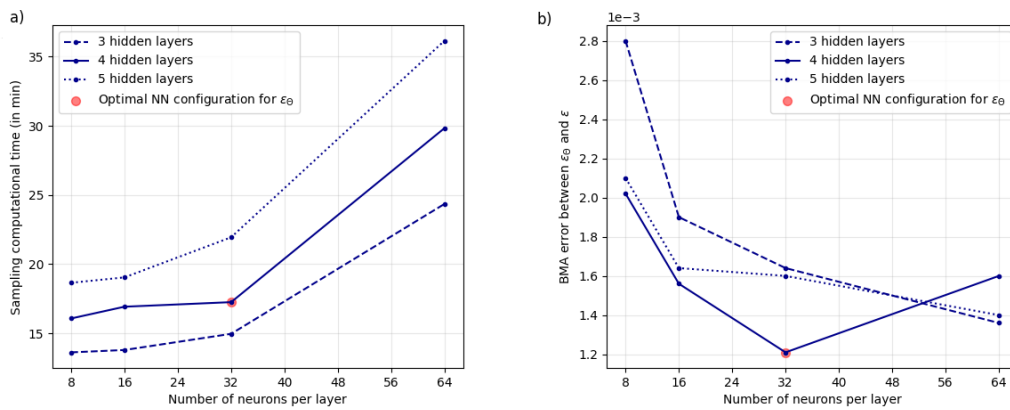 a)
Sampling computational time (in min)
35
30
25
20
15
3 hidden layers
4 hidden layers
5 hidden layers
Optimal NN configuration for εΘ
8 16 24 32 40 48 56 64
Number of neurons per layer
b)
1e−3
BMA error between εΘ and ε
2.8
2.6
2.4
2.2
2.0
1.8
1.6
1.4
1.2
3 hidden layers
4 hidden layers
5 hidden layers
Optimal NN configuration for εΘ
8 16 24 32 40 48 56 64
Number of neurons per layer